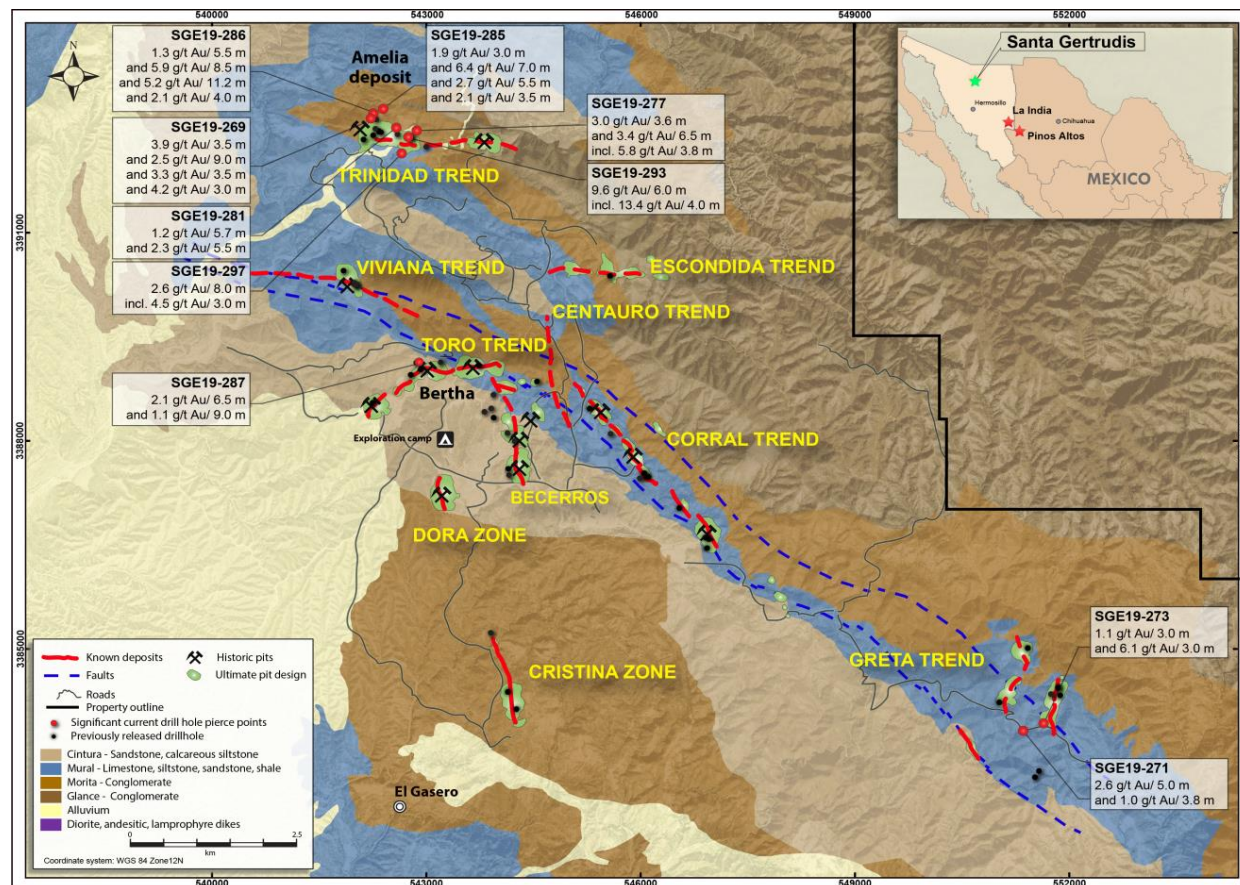 540000
543000
546000
549000
552000
SGE19-286
1.3 g/t Au/ 5.5 m
and 5.9 g/t Au/ 8.5 m
and 5.2 g/t Au/ 11.2 m
and 2.1 g/t Au/ 4.0 m
SGE19-285
1.9 g/t Au/ 3.0 m
and 6.4 g/t Au/ 7.0 m
and 2.7 g/t Au/ 5.5 m
and 2.1 g/t Au/ 3.5 m
Amelia
deposit
N
SGE19-277
3.0 g/t Au/ 3.6 m
and 3.4 g/t Au/ 6.5 m
incl. 5.8 g/t Au/ 3.8 m
SGE19-269
3.9 g/t Au/ 3.5 m
and 2.5 g/t Au/ 9.0 m
and 3.3 g/t Au/ 3.5 m
and 4.2 g/t Au/ 3.0 m
SGE19-293
9.6 g/t Au/ 6.0 m
incl. 13.4 g/t Au/ 4.0 m
SGE19-281
1.2 g/t Au/ 5.7 m
and 2.3 g/t Au/ 5.5 m
SGE19-297
2.6 g/t Au/ 8.0 m
incl. 4.5 g/t Au/ 3.0 m
Santa Gertrudis
Hermosillo
La India
Chihuahua
Pinos Altos
MEXICO
TRINIDAD TREND
3391000
VIVIANA TREND
ESCONDIDA TREND
CENTAURO TREND
TORO TREND
SGE19-287
2.1 g/t Au/ 6.5 m
and 1.1 g/t Au/ 9.0 m
Bertha
Exploration camp
3388000
CORRAL TREND
BECERROS
DORA ZONE
CRISTINA ZONE
GRETA TREND
SGE19-273
1.1 g/t Au/ 3.0 m
and 6.1 g/t Au/ 3.0 m
3385000
SGE19-271
2.6 g/t Au/ 5.0 m
and 1.0 g/t Au/ 3.8 m
El Gasero
Known deposits
Historic pits
Faults
Ultimate pit design
Roads
Property outline
Significant current drill hole pierce points
Previously released drillhole
Cintura - Sandstone, calcareous siltstone
Mural - Limestone, siltstone, sandstone, shale
Morita - Conglomerate
Glance - Conglomerate
Alluvium
Diorite, andesitic, lamprophyre dikes
0
2.5
km
Coordinate system: WGS 84 Zone12N
540000
543000
546000
549000
552000